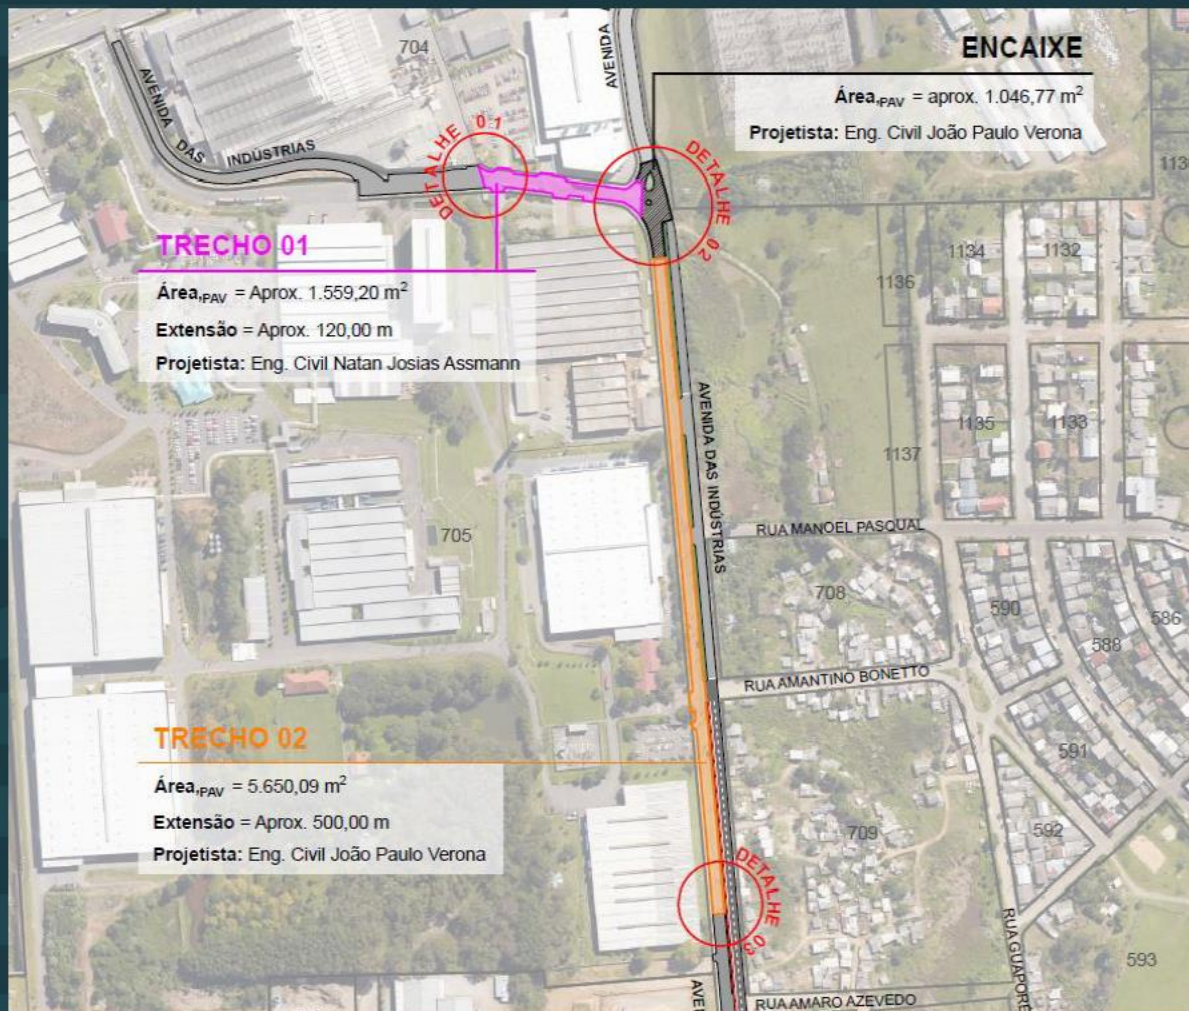 704
AVENIDA
ENCAIXE
Área,PAV = aprox. 1.046,77 m²
Projetista: Eng. Civil João Paulo Verona
AVENIDA
DAS
INDÚSTRIAS
DETALHE 01
DETALHE 02
TRECHO 01
Área,PAV = Aprox. 1.559,20 m²
Extensão = Aprox. 120,00 m
Projetista: Eng. Civil Natan Josias Assmann
1134
1132
1136
1135
1133
1137
AVENIDA DAS INDÚSTRIAS
705
RUA MANOEL PASQUAL
708
590
588
586
RUA AMANTINO BONETTO
TRECHO 02
Área,PAV = 5.650,09 m²
Extensão = Aprox. 500,00 m
Projetista: Eng. Civil João Paulo Verona
591
592
709
DETALHE 03
RUA GUAPORÉ
593
RUA AMARO AZEVEDO